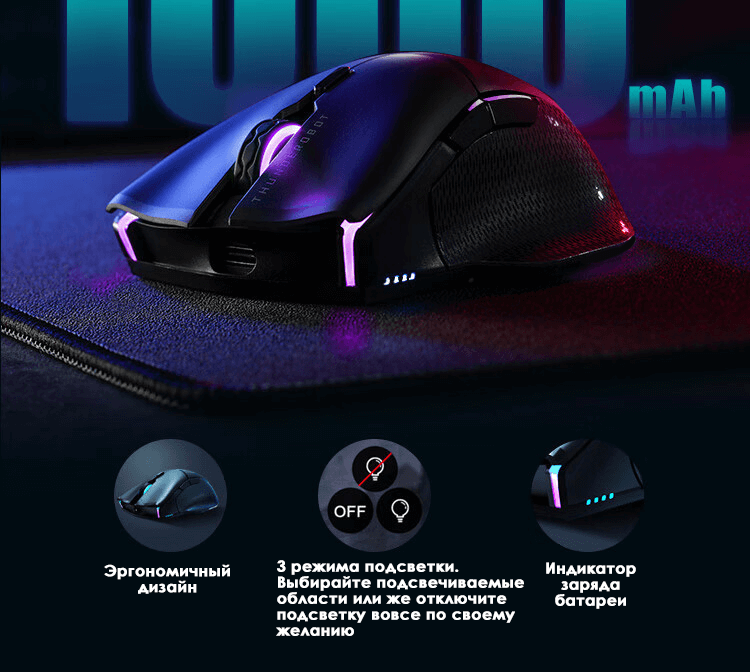 mAh
THUNDEROBOT
OFF
Эргономичный
дизайн
3 режима подсветки.
Выбирайте подсвечиваемые
области или же отключите
подсветку вовсе по своему
желанию
Индикатор
заряда
батареи